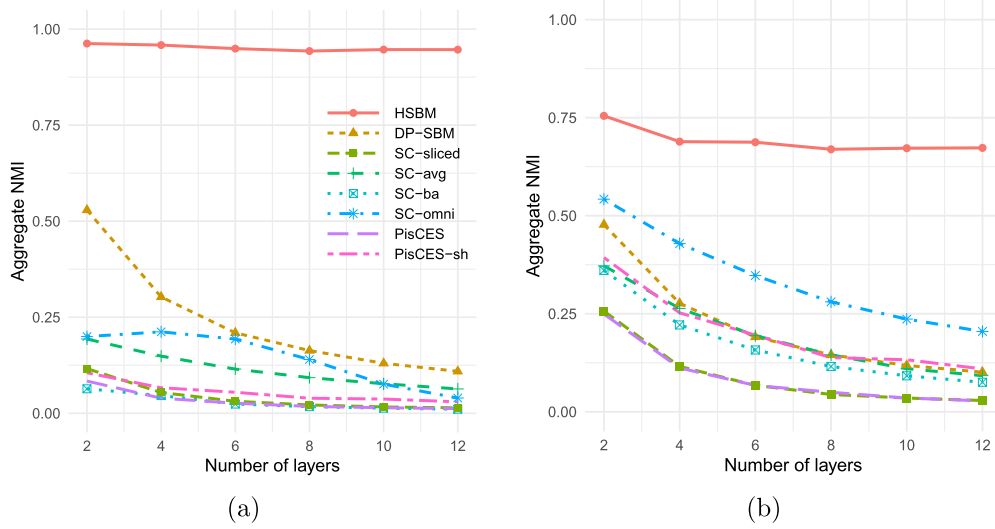 1.00
0.75
0.50
0.25
0.00
Aggregate NMI
2 4 6 8 10 12
Number of layers
HSBM
DP−SBM
SC−sliced
SC−avg
SC−ba
SC−omni
PisCES
PisCES−sh
(a)
1.00
0.75
0.50
0.25
0.00
Aggregate NMI
2 4 6 8 10 12
Number of layers
(b)